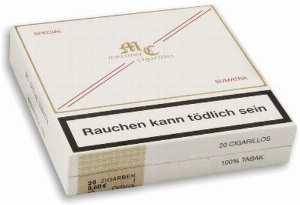 SPECIAL
MC
cigarillos
SUMATRA
Rauchen kann tödlich sein
20 CIGARILLOS
20 ZIGARREN
100% TABAK